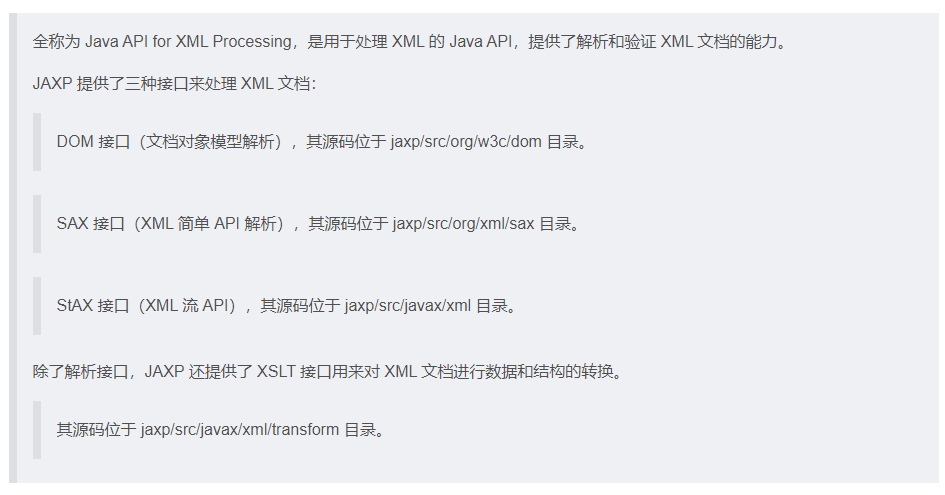 全称为 Java API for XML Processing，是用于处理 XML 的 Java API，提供了解析和验证 XML 文档的能力。
JAXP 提供了三种接口来处理 XML 文档：
DOM 接口（文档对象模型解析），其源码位于 jaxp/src/org/w3c/dom 目录。
SAX 接口（XML 简单 API 解析），其源码位于 jaxp/src/org/xml/sax 目录。
StAX 接口（XML 流 API），其源码位于 jaxp/src/javax/xml 目录。
除了解析接口，JAXP 还提供了 XSLT 接口用来对 XML 文档进行数据和结构的转换。
其源码位于 jaxp/src/javax/xml/transform 目录。